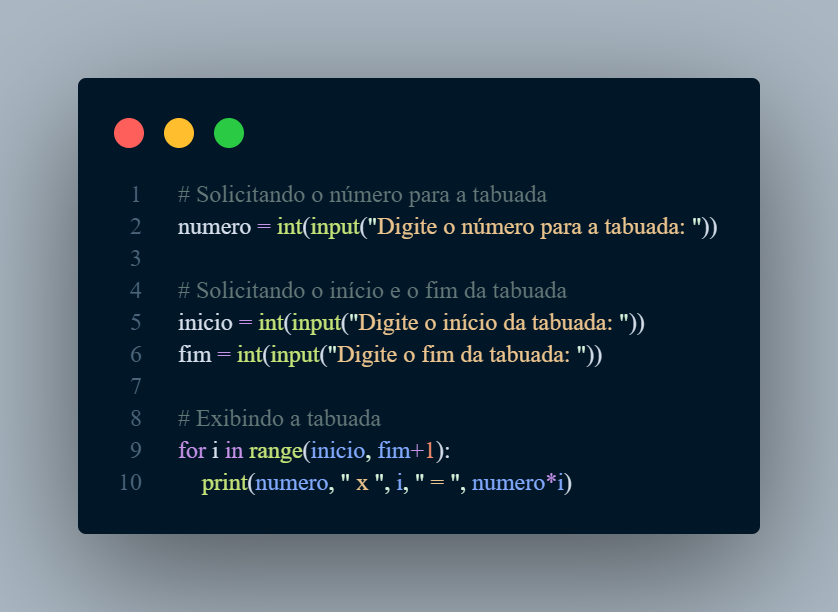 1 # Solicitando o número para a tabuada
2 numero = int(input("Digite o número para a tabuada: "))
3
4 # Solicitando o início e o fim da tabuada
5 inicio = int(input("Digite o início da tabuada: "))
6 fim = int(input("Digite o fim da tabuada: "))
7
8 # Exibindo a tabuada
9 for i in range(inicio, fim+1):
10     print(numero, " x ", i, " = ", numero*i)